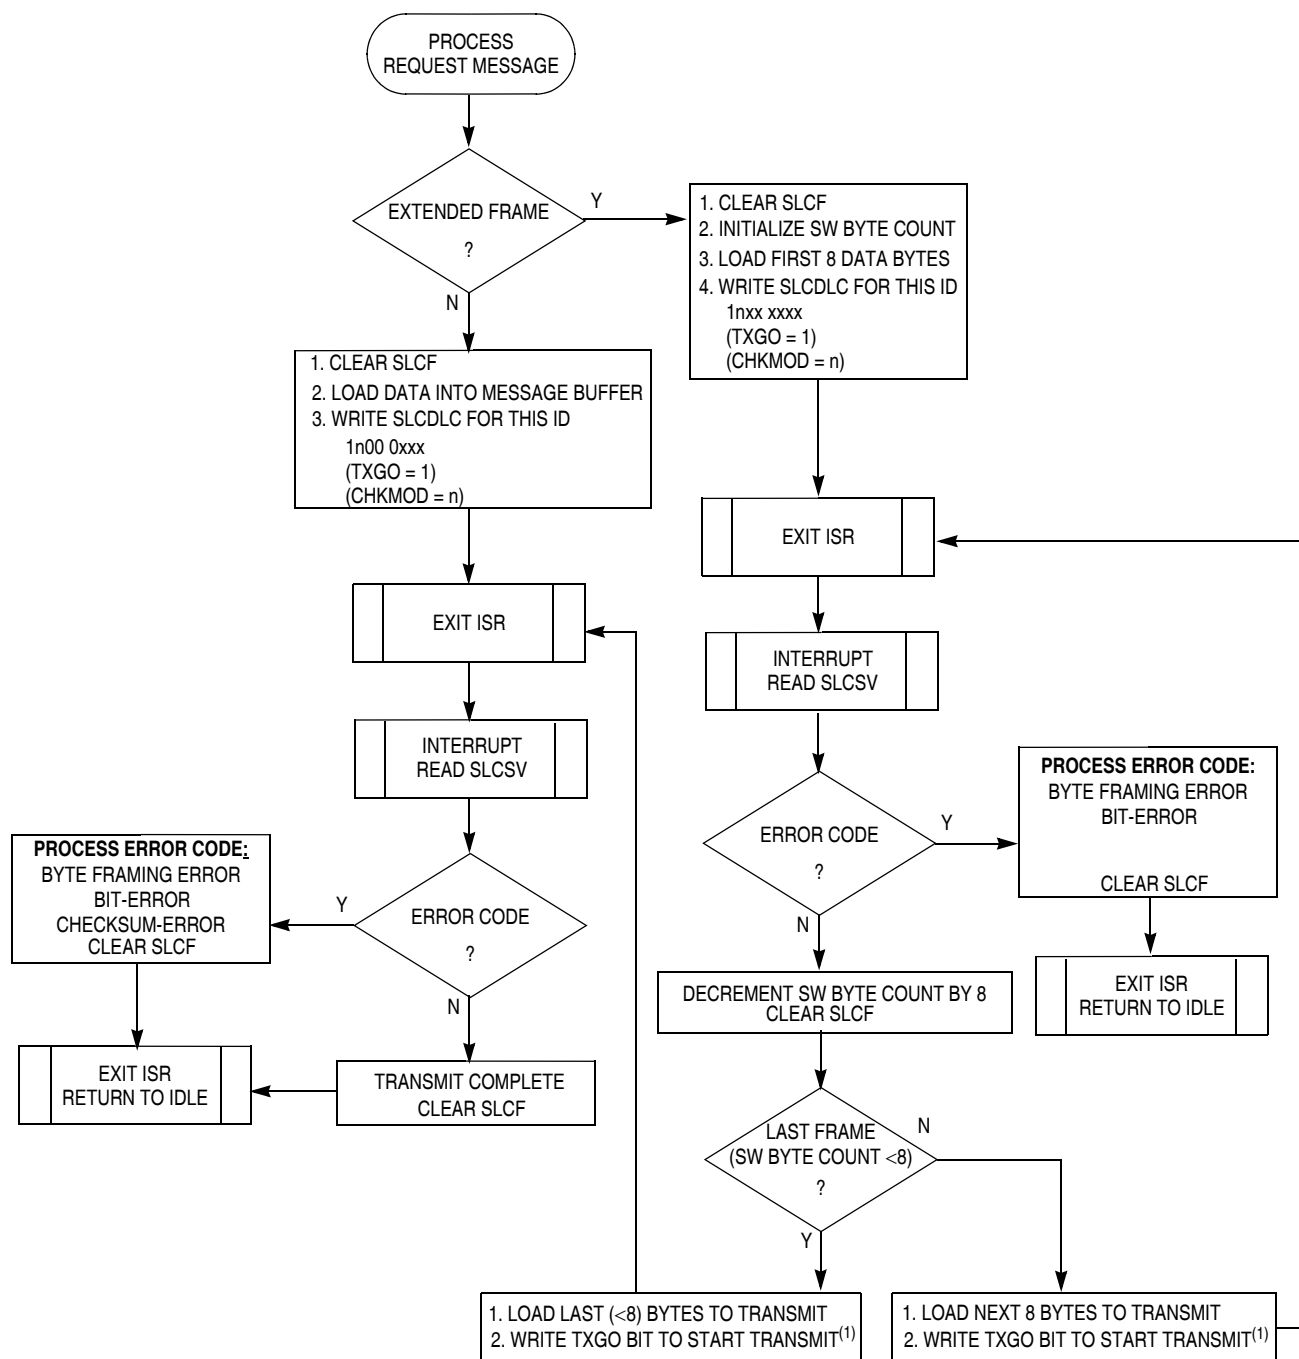 PROCESS
REQUEST MESSAGE
EXTENDED FRAME
?
Y
N
1. CLEAR SLCF
2. INITIALIZE SW BYTE COUNT
3. LOAD FIRST 8 DATA BYTES
4. WRITE SLCDLC FOR THIS ID
1nxx xxxx
(TXGO = 1)
(CHKMOD = n)
1. CLEAR SLCF
2. LOAD DATA INTO MESSAGE BUFFER
3. WRITE SLCDLC FOR THIS ID
1n00 0xxx
(TXGO = 1)
(CHKMOD = n)
EXIT ISR
EXIT ISR
INTERRUPT
READ SLCSV
INTERRUPT
READ SLCSV
PROCESS ERROR CODE:
BYTE FRAMING ERROR
BIT-ERROR
CLEAR SLCF
ERROR CODE
?
Y
N
PROCESS ERROR CODE:
BYTE FRAMING ERROR
BIT-ERROR
CHECKSUM-ERROR
CLEAR SLCF
Y
ERROR CODE
?
N
DECREMENT SW BYTE COUNT BY 8
CLEAR SLCF
EXIT ISR
RETURN TO IDLE
EXIT ISR
RETURN TO IDLE
TRANSMIT COMPLETE
CLEAR SLCF
LAST FRAME
(SW BYTE COUNT <8)
?
N
Y
1. LOAD LAST (<8) BYTES TO TRANSMIT
2. WRITE TXGO BIT TO START TRANSMIT(1)
1. LOAD NEXT 8 BYTES TO TRANSMIT
2. WRITE TXGO BIT TO START TRANSMIT(1)